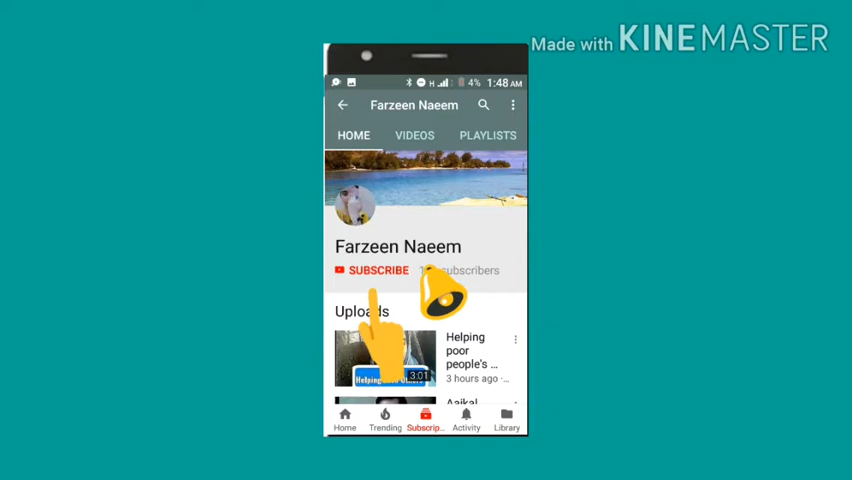 Made with KINEMASTER
H 4% 1:48 AM
Farzeen Naeem
HOME VIDEOS PLAYLISTS
Farzeen Naeem
SUBSCRIBE subscribers
Uploads
Helping
poor
people's ...
3:01
3 hours ago ·...
Aajkal
Home Trending Subscrip... Activity Library